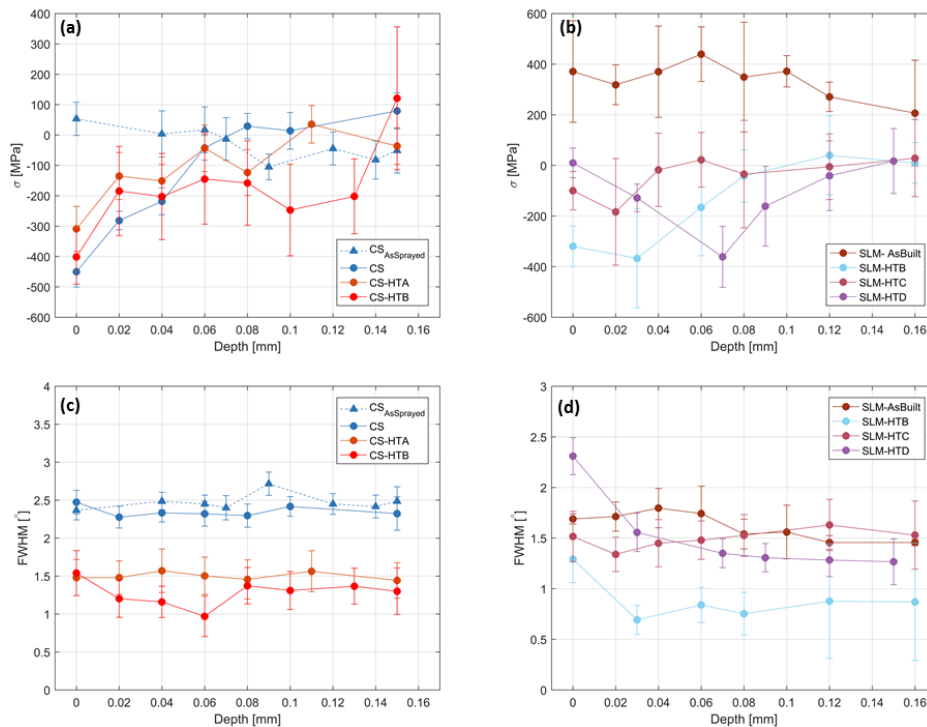 (a)
400
300
200
100
0
-100
-200
-300
-400
-500
-600
σ [MPa]
CS AsSprayed
CS
CS-HTA
CS-HTB
0 0.02 0.04 0.06 0.08 0.1 0.12 0.14 0.16
Depth [mm]
(b)
600
400
200
0
-200
-400
-600
σ [MPa]
SLM- AsBuilt
SLM-HTB
SLM-HTC
SLM-HTD
0 0.02 0.04 0.06 0.08 0.1 0.12 0.14 0.16
Depth [mm]
(c)
4
3.5
3
2.5
2
1.5
1
0.5
0
FWHM [°]
CS AsSprayed
CS
CS-HTA
CS-HTB
0 0.02 0.04 0.06 0.08 0.1 0.12 0.14 0.16
Depth [mm]
(d)
3
2.5
2
1.5
1
0.5
0
FWHM [°]
SLM-AsBuilt
SLM-HTB
SLM-HTC
SLM-HTD
0 0.02 0.04 0.06 0.08 0.1 0.12 0.14 0.16
Depth [mm]